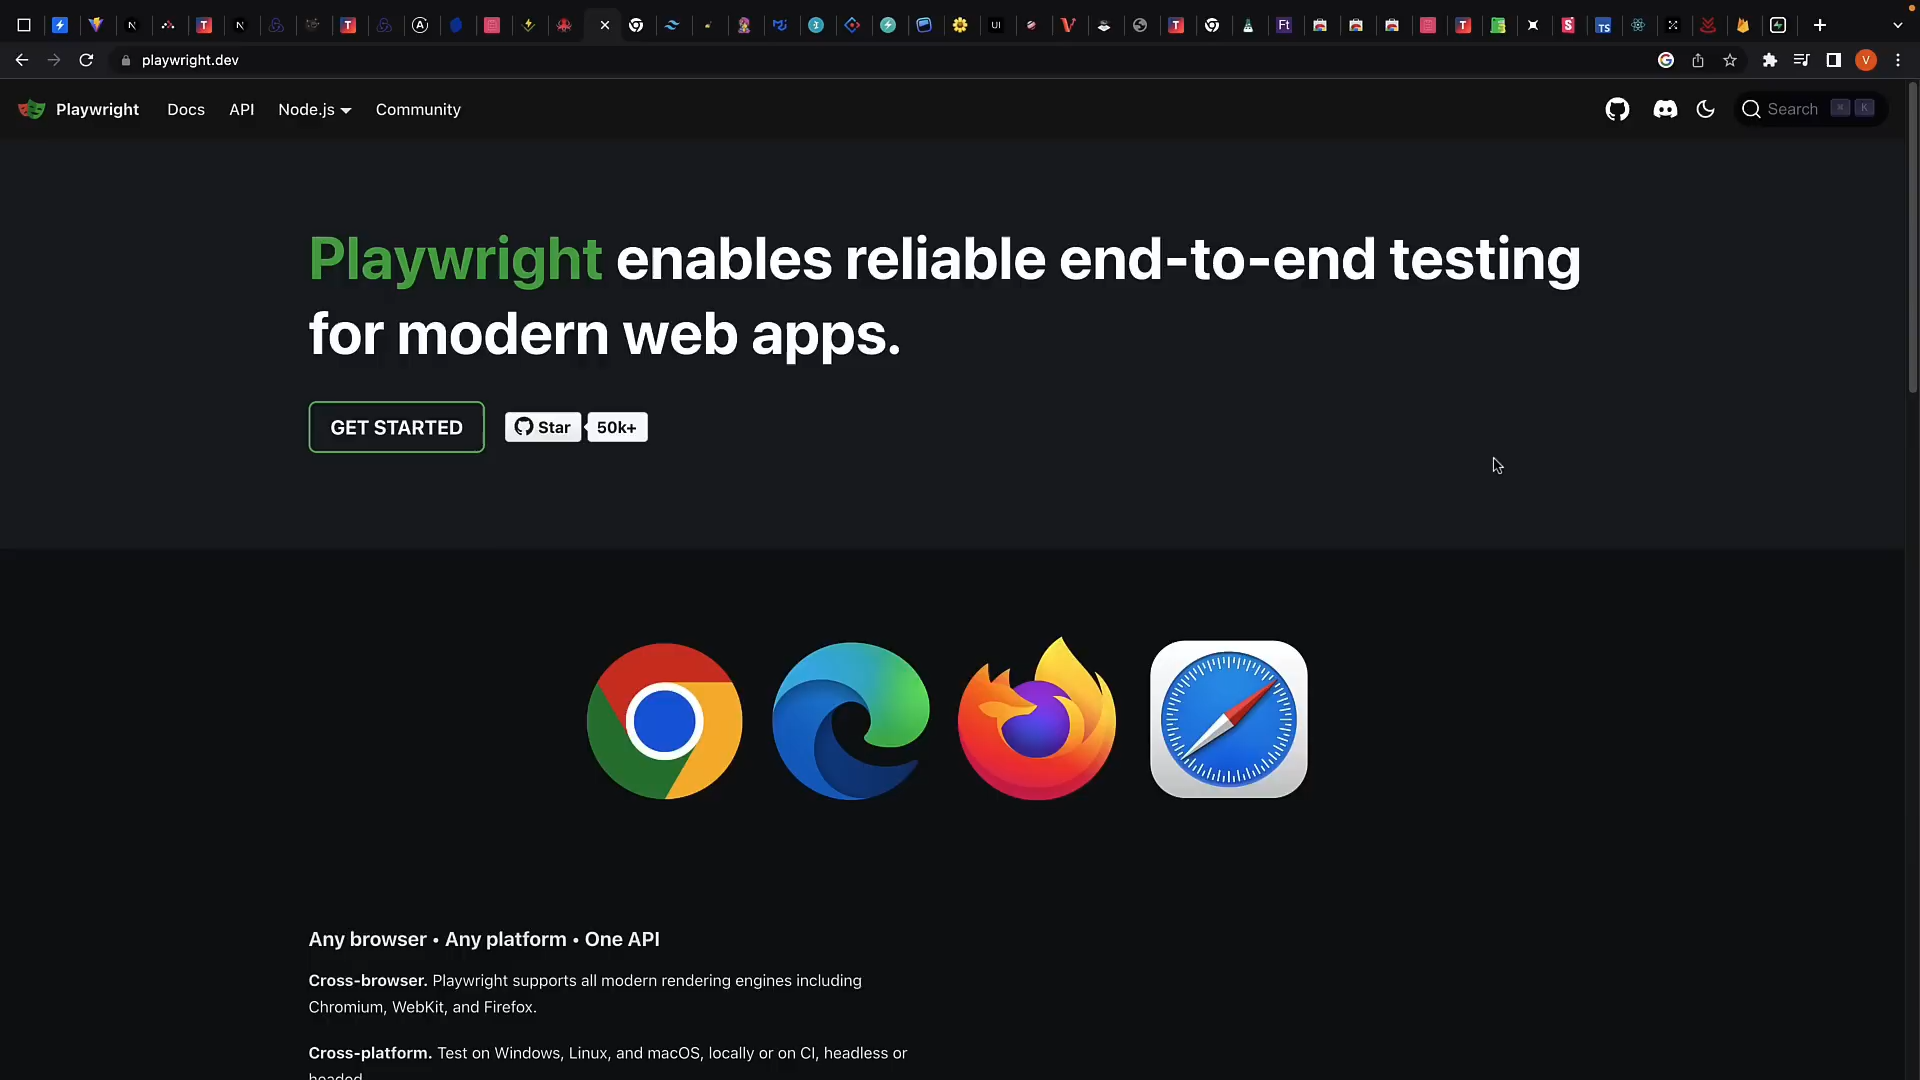 playwright.dev
V
Playwright
Docs
API
Node.js
Community
Search
K
Playwright enables reliable end-to-end testing
for modern web apps.
GET STARTED
Star
50k+
Any browser • Any platform • One API
Cross-browser. Playwright supports all modern rendering engines including
Chromium, WebKit, and Firefox.
Cross-platform. Test on Windows, Linux, and macOS, locally or on CI, headless or
headed.